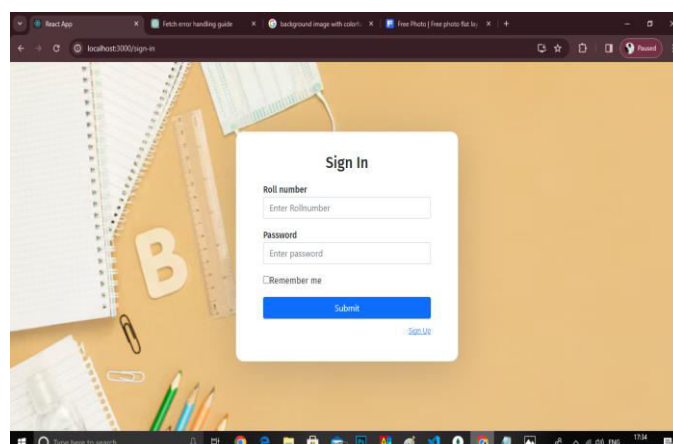 React App
Fetch error handling guide
background image with color
Free Photo | Free photo flat lay
localhost:3000/sign-in
Paused
Sign In
Roll number
Enter Rollnumber
Password
Enter password
Remember me
Submit
Sign Up
B
Type here to search
ENG
17:34